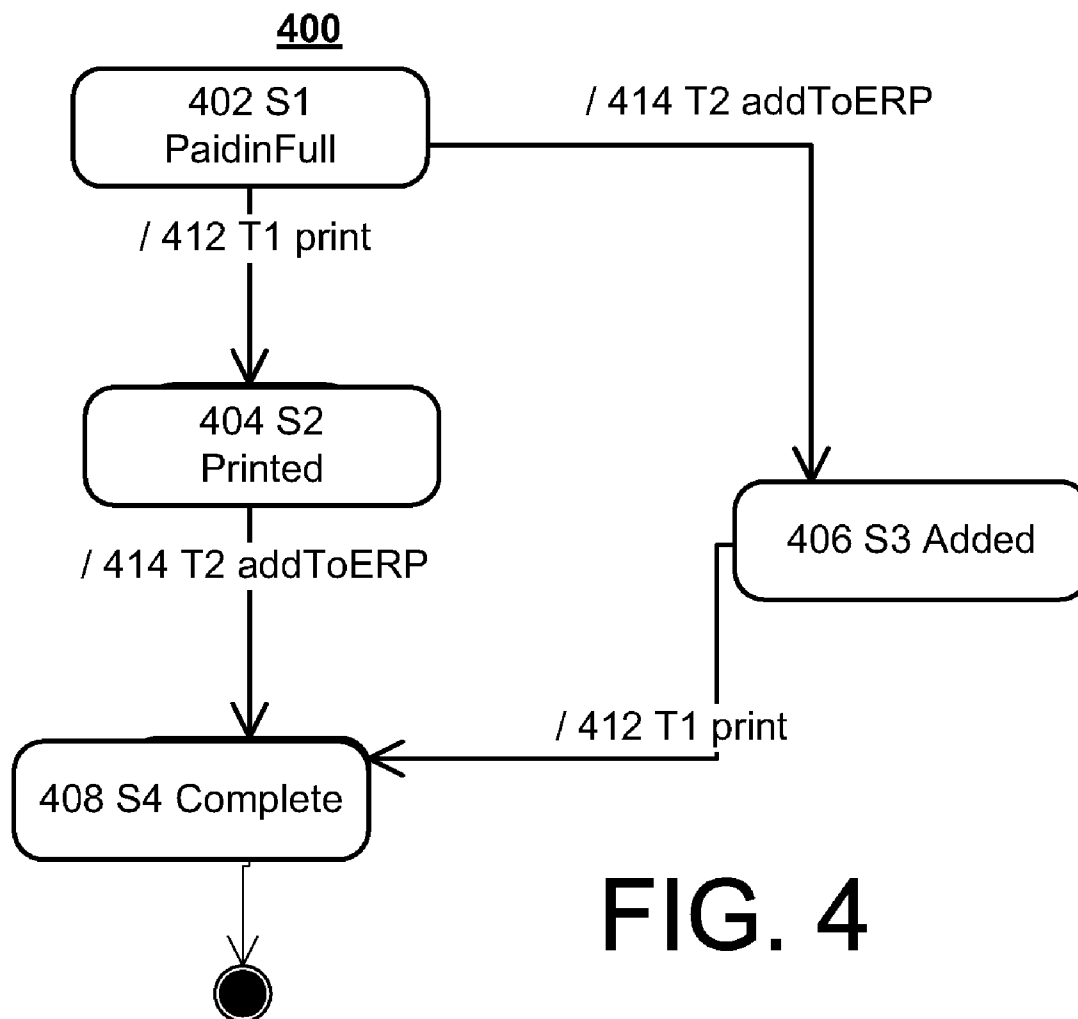 400
402 S1
PaidinFull
/ 414 T2 addToERP
/ 412 T1 print
404 S2
Printed
406 S3 Added
/ 414 T2 addToERP
/ 412 T1 print
408 S4 Complete
FIG. 4